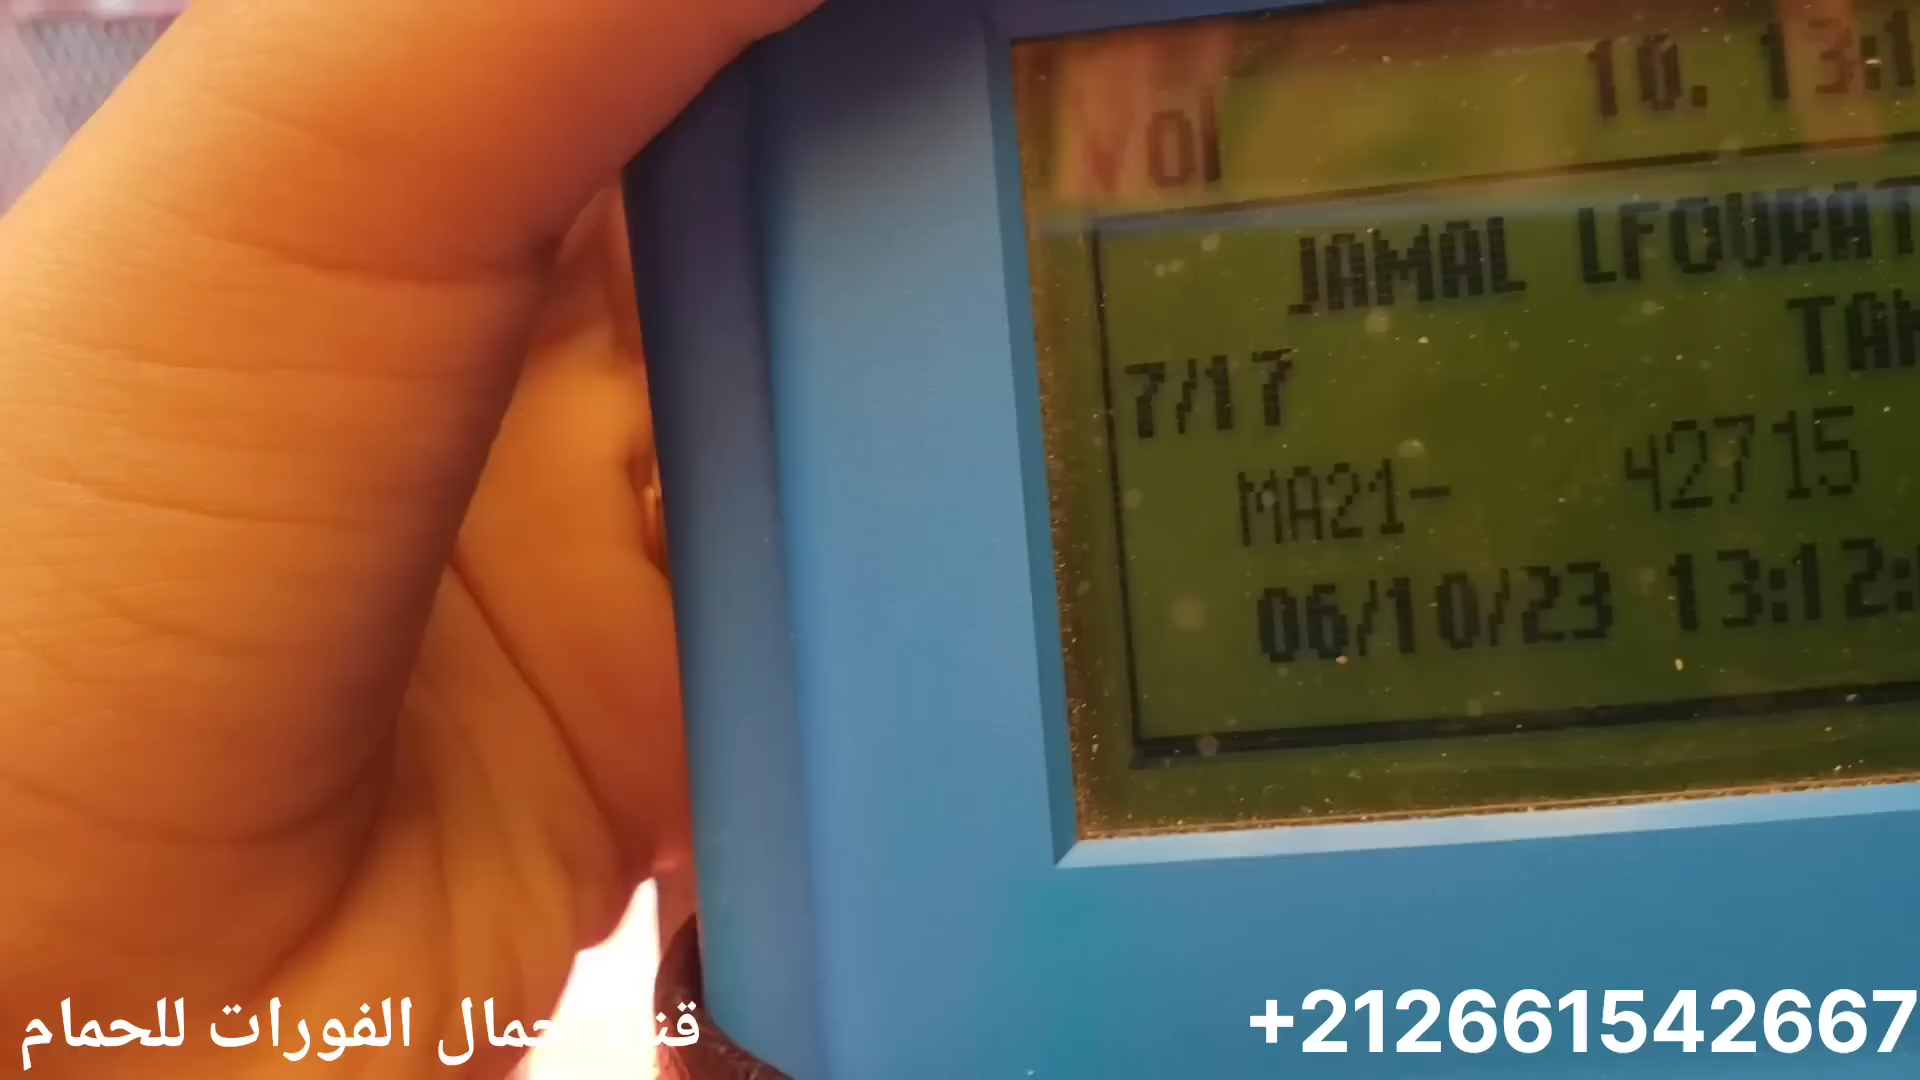 Vol 10. 13:1
JAMAL LFOURAT
7/17 TAN
MA21- 42715
06/10/23 13:12:
قناة جمال الفورات للحمام
+212661542667